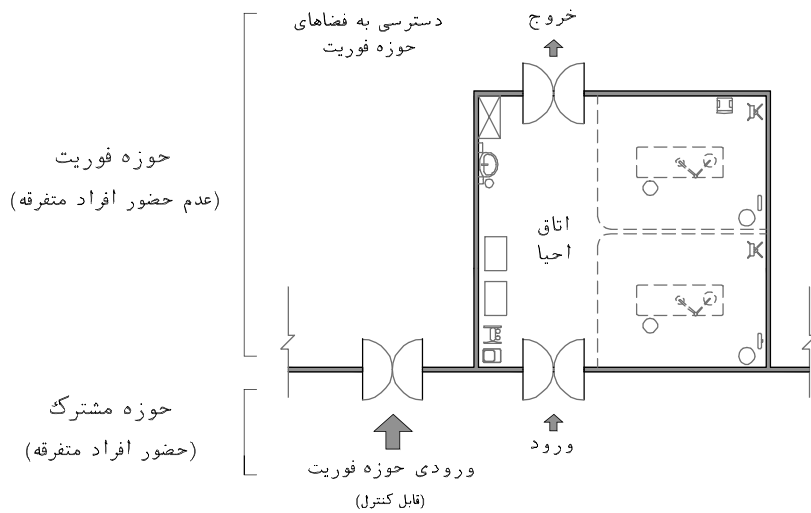 خروج
دسترسی به فضاهای
حوزه فوریت
حوزه فوریت
(عدم حضور افراد متفرقه)
اتاق
احیا
حوزه مشترک
(حضور افراد متفرقه)
ورود
ورودی حوزه فوریت
(قابل کنترل)